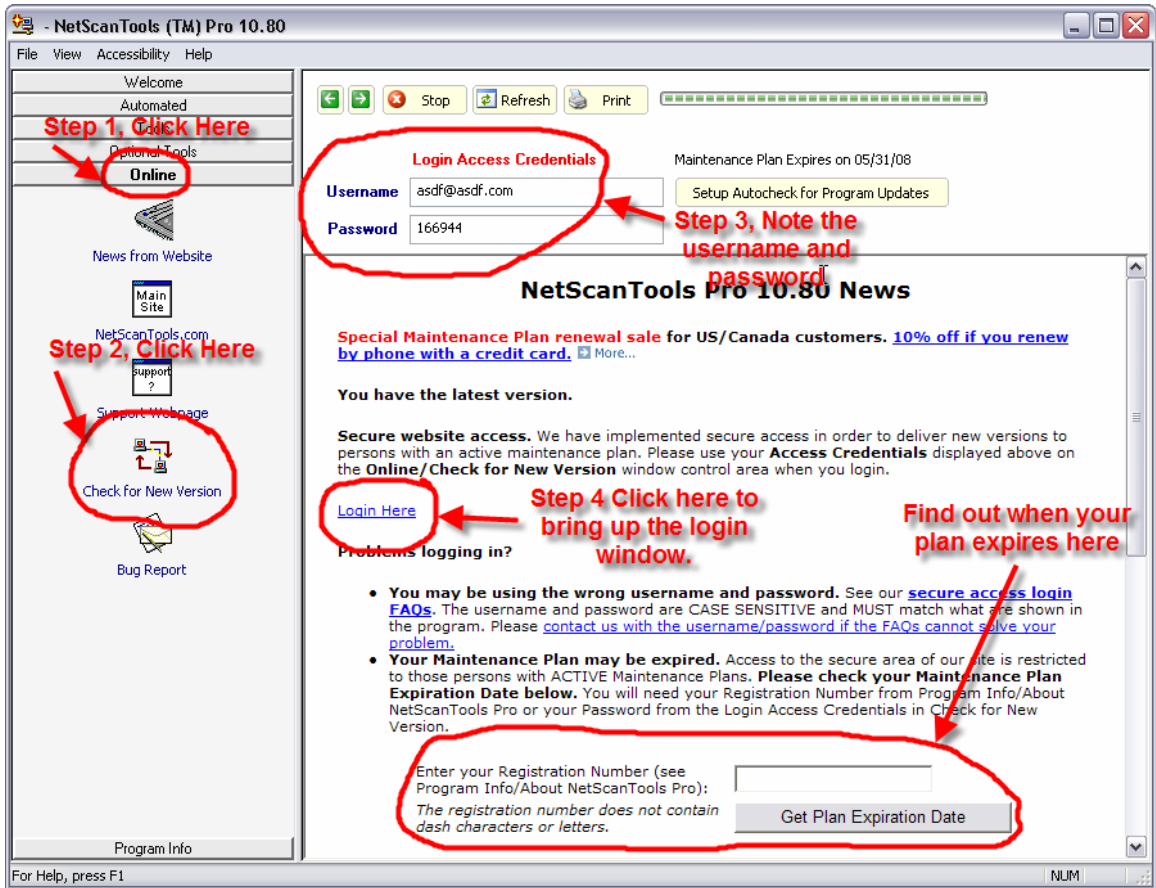 - NetScanTools (TM) Pro 10.80
File View Accessibility Help
Welcome
Automated
Tools
Optional Tools
Online
Step 1, Click Here
News from Website
Main
Site
NetScanTools.com
Step 2, Click Here
support
?
Support Webpage
Check for New Version
Bug Report
Program Info
Stop Refresh Print
Login Access Credentials
Maintenance Plan Expires on 05/31/08
Username asdf@asdf.com
Setup Autocheck for Program Updates
Password 166944
Step 3, Note the
username and
password
NetScanTools Pro 10.80 News
Special Maintenance Plan renewal sale for US/Canada customers. 10% off if you renew
by phone with a credit card. More...
You have the latest version.
Secure website access. We have implemented secure access in order to deliver new versions to
persons with an active maintenance plan. Please use your Access Credentials displayed above on
the Online/Check for New Version window control area when you login.
Login Here
Step 4 Click here to
bring up the login
window.
Find out when your
plan expires here
Problems logging in?
• You may be using the wrong username and password. See our secure access login
FAQs. The username and password are CASE SENSITIVE and MUST match what are shown in
the program. Please contact us with the username/password if the FAQs cannot solve your
problem.
• Your Maintenance Plan may be expired. Access to the secure area of our site is restricted
to those persons with ACTIVE Maintenance Plans. Please check your Maintenance Plan
Expiration Date below. You will need your Registration Number from Program Info/About
NetScanTools Pro or your Password from the Login Access Credentials in Check for New
Version.
Enter your Registration Number (see
Program Info/About NetScanTools Pro):
The registration number does not contain
dash characters or letters.
Get Plan Expiration Date
For Help, press F1
NUM